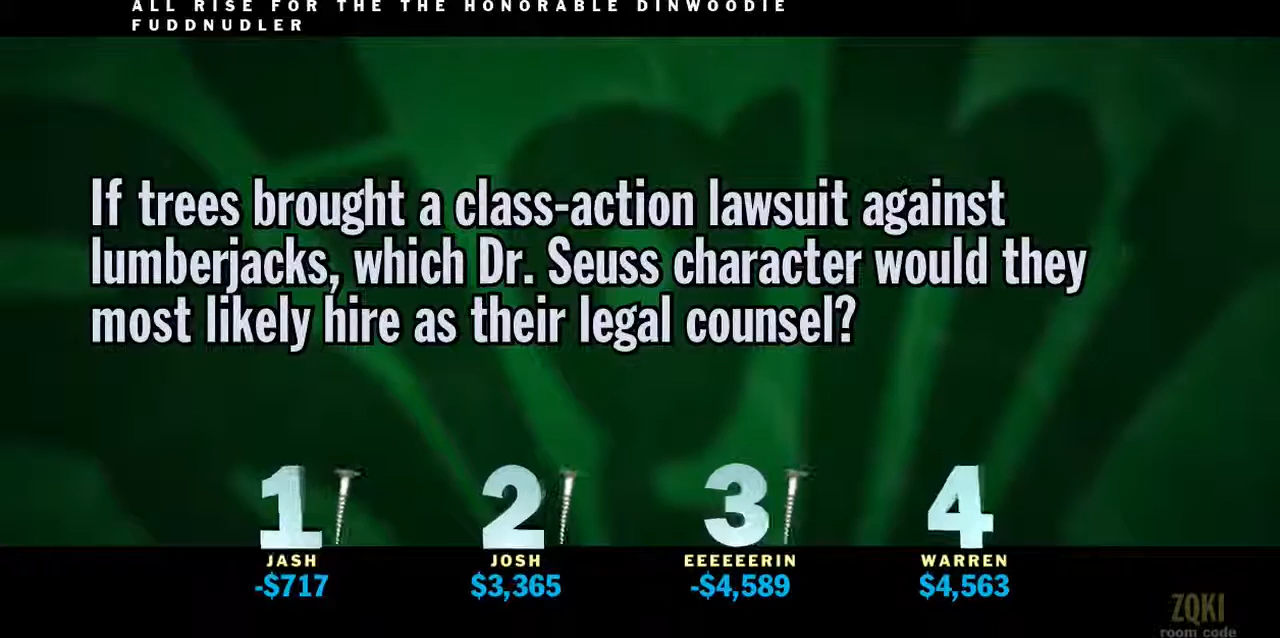 ALL RISE FOR THE THE HONORABLE DINWOODIE
FUDDNUDLER
If trees brought a class-action lawsuit against
lumberjacks, which Dr. Seuss character would they
most likely hire as their legal counsel?
1 2 3 4
JASH JOSH EEEEEERIN WARREN
-$717 $3,365 -$4,589 $4,563
ZQKI
room code